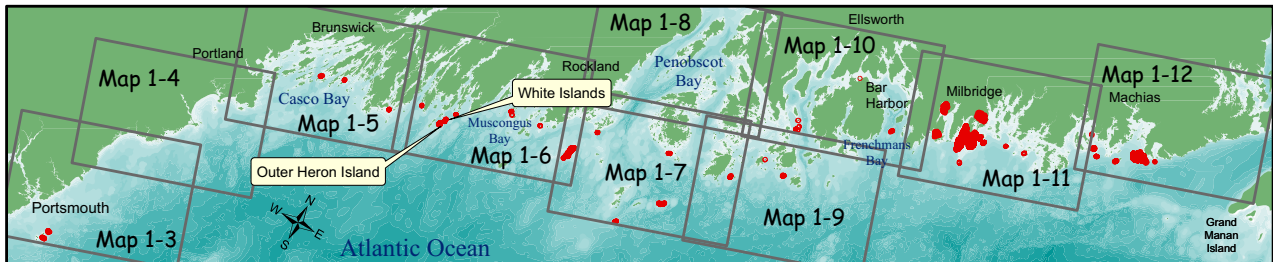 Map 1-8
Ellsworth
Brunswick
Map 1-10
Portland
Map 1-4
Rockland
Penobscot
Bay
Map 1-12
White Islands
Bar
Harbor
Milbridge
Machias
Casco Bay
Map 1-5
Muscongus
Bay
Map 1-6
Frenchmans
Bay
Outer Heron Island
Map 1-7
Map 1-11
Portsmouth
Map 1-3
N
W
E
S
Map 1-9
Atlantic Ocean
Grand
Manan
Island